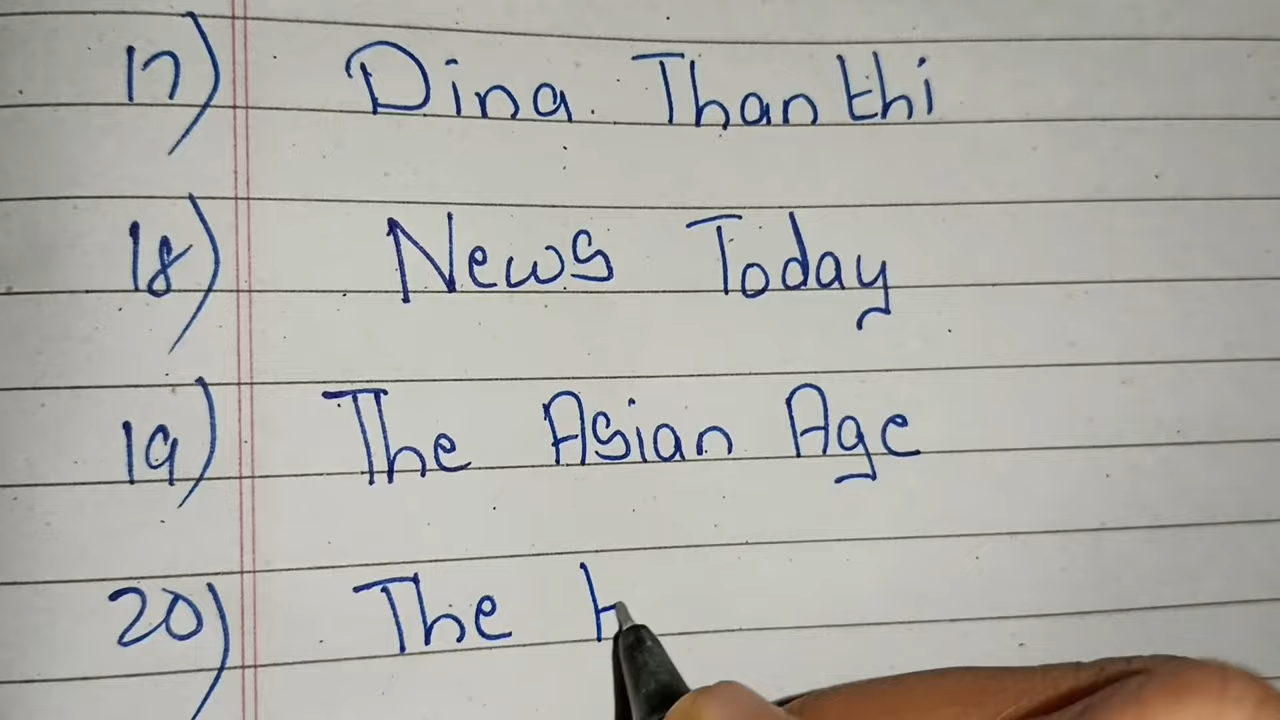 17) Dina Thanthi
18) News Today
19) The Asian Age
20) The